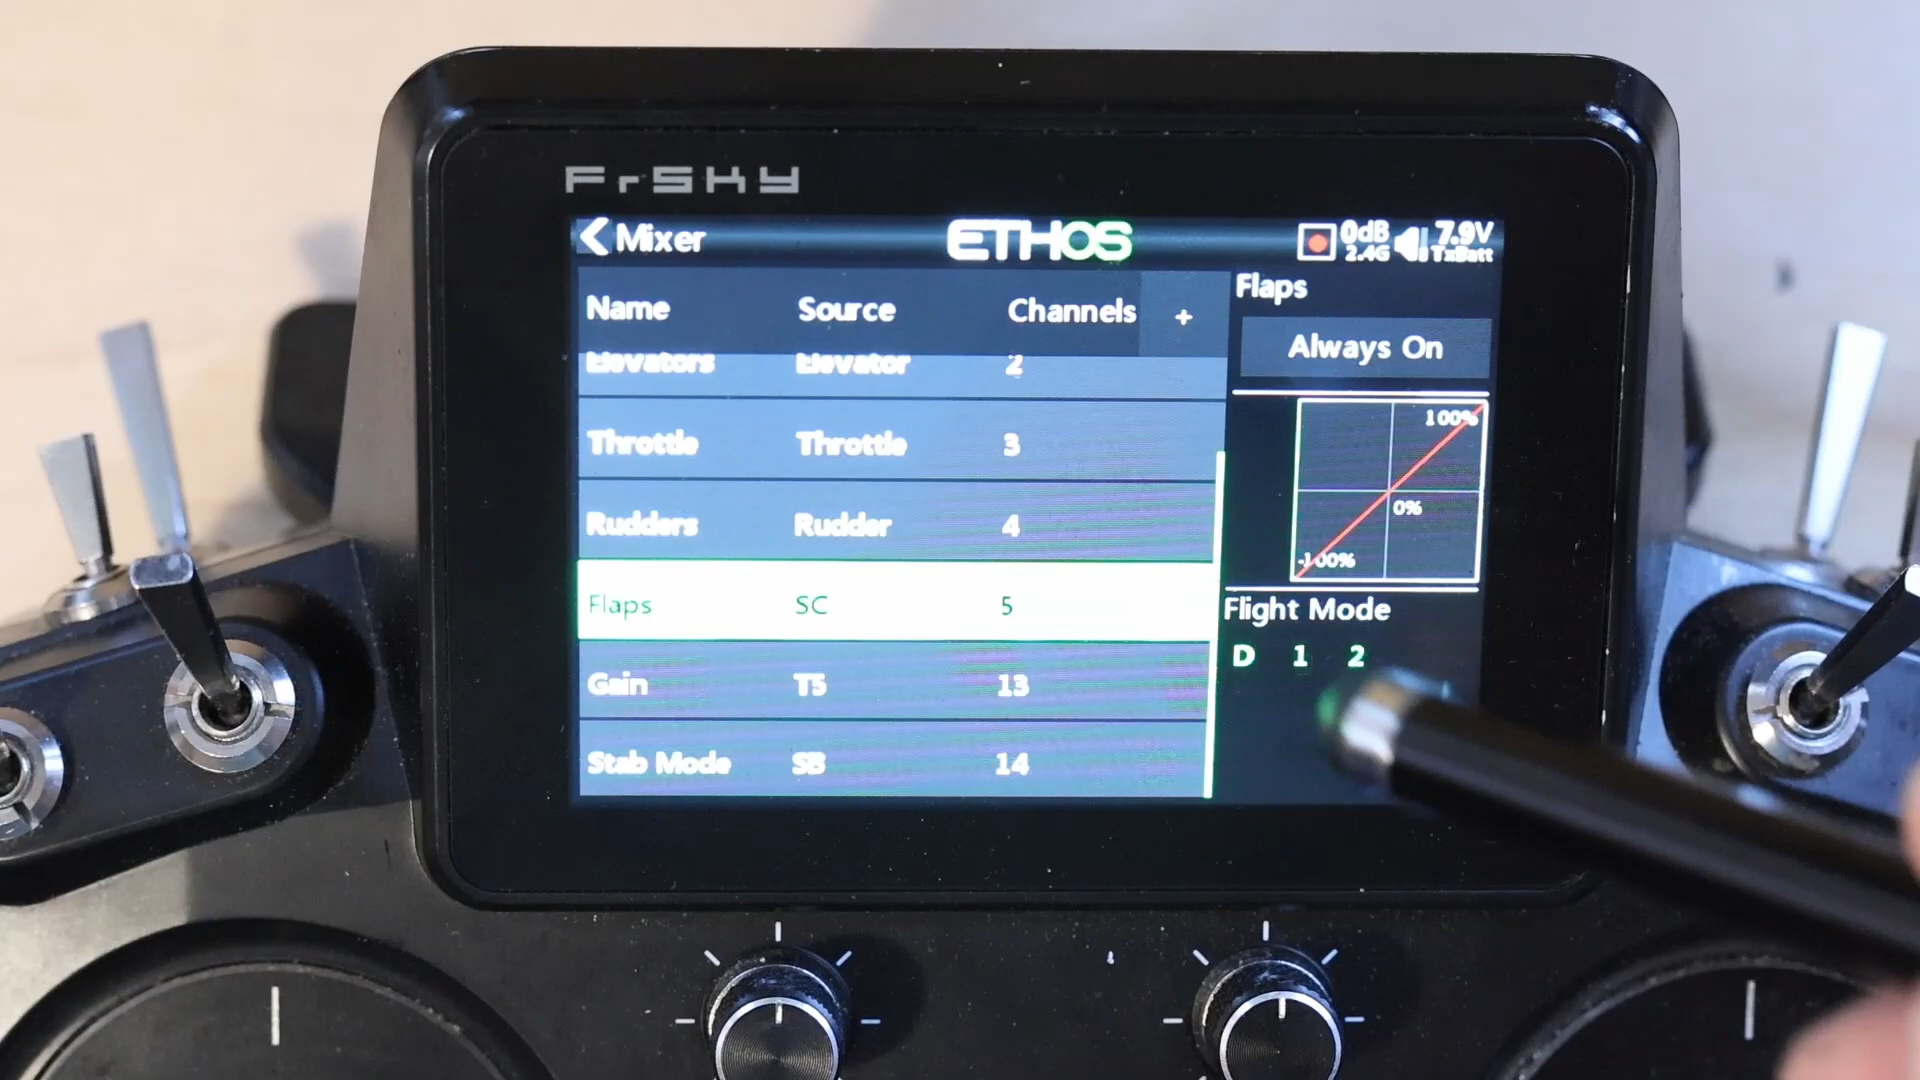 FrSKY
Mixer
ETHOS
0dB
2.4G
7.9V
TxBatt
Name Source Channels +
Elevators Elevator 2
Throttle Throttle 3
Rudders Rudder 4
Flaps SC 5
Gain T5 13
Stab Mode SB 14
Flaps
Always On
100%
0%
-100%
Flight Mode
D 1 2